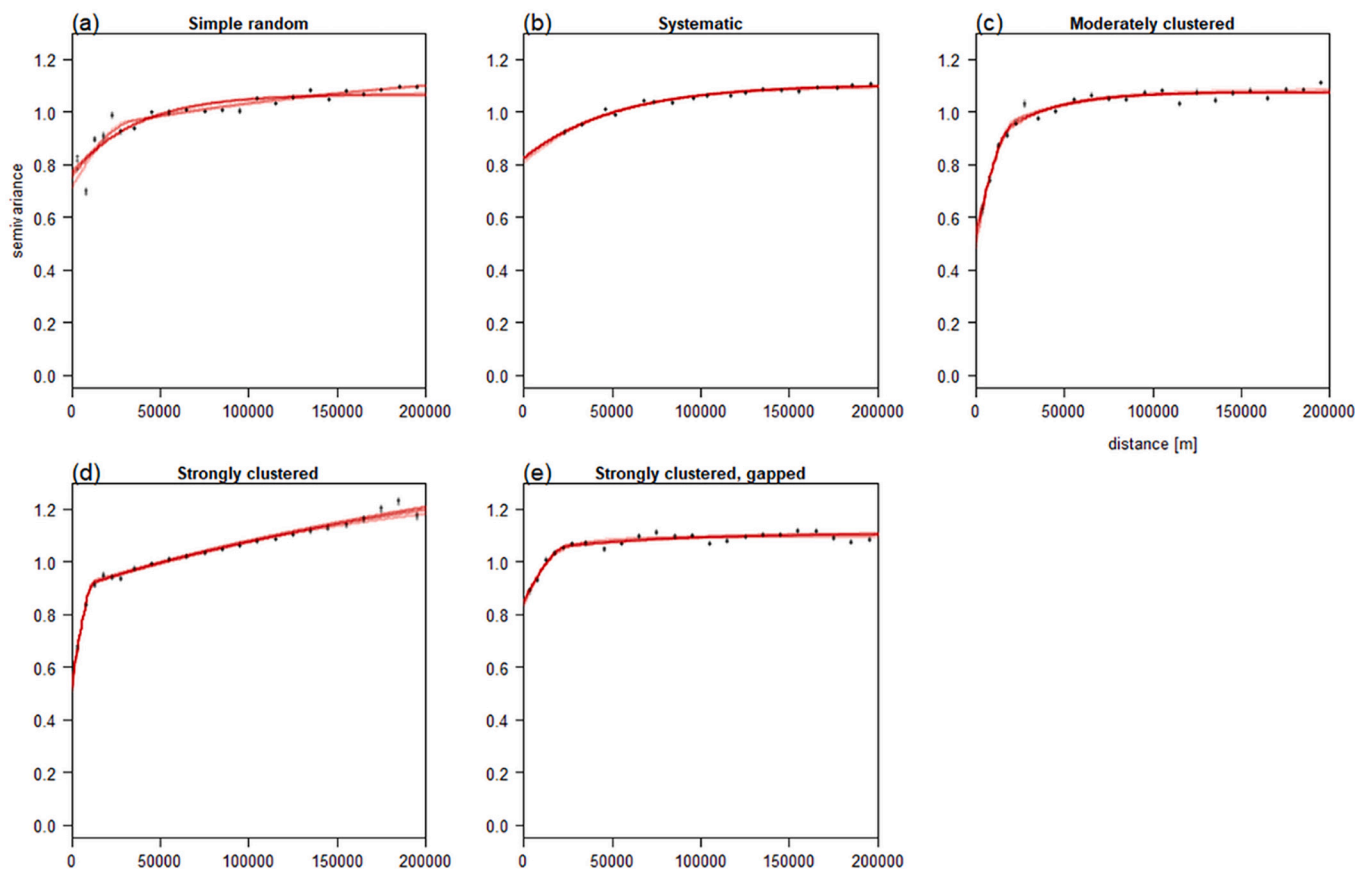 (a) Simple random
(b) Systematic
(c) Moderately clustered
1.2 1.0 0.8 0.6 0.4 0.2 0.0
semivariance
0 50000 100000 150000 200000
1.2 1.0 0.8 0.6 0.4 0.2 0.0
0 50000 100000 150000 200000
1.2 1.0 0.8 0.6 0.4 0.2 0.0
0 50000 100000 150000 200000
distance [m]
(d) Strongly clustered
(e) Strongly clustered, gapped
1.2 1.0 0.8 0.6 0.4 0.2 0.0
0 50000 100000 150000 200000
1.2 1.0 0.8 0.6 0.4 0.2 0.0
0 50000 100000 150000 200000